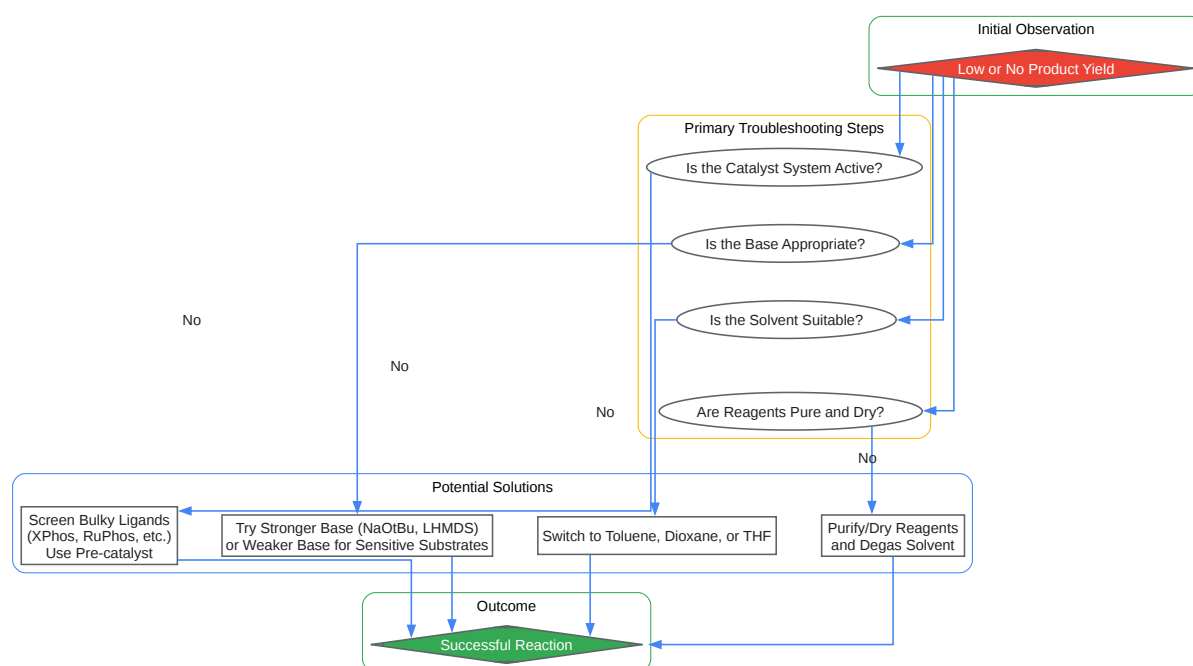 Initial Observation
Low or No Product Yield
Primary Troubleshooting Steps
Is the Catalyst System Active?
Is the Base Appropriate?
Is the Solvent Suitable?
Are Reagents Pure and Dry?
No
No
No
No
Potential Solutions
Screen Bulky Ligands
(XPhos, RuPhos, etc.)
Use Pre-catalyst
Try Stronger Base (NaOtBu, LHMDS)
or Weaker Base for Sensitive Substrates
Switch to Toluene, Dioxane, or THF
Purify/Dry Reagents
and Degas Solvent
Outcome
Successful Reaction